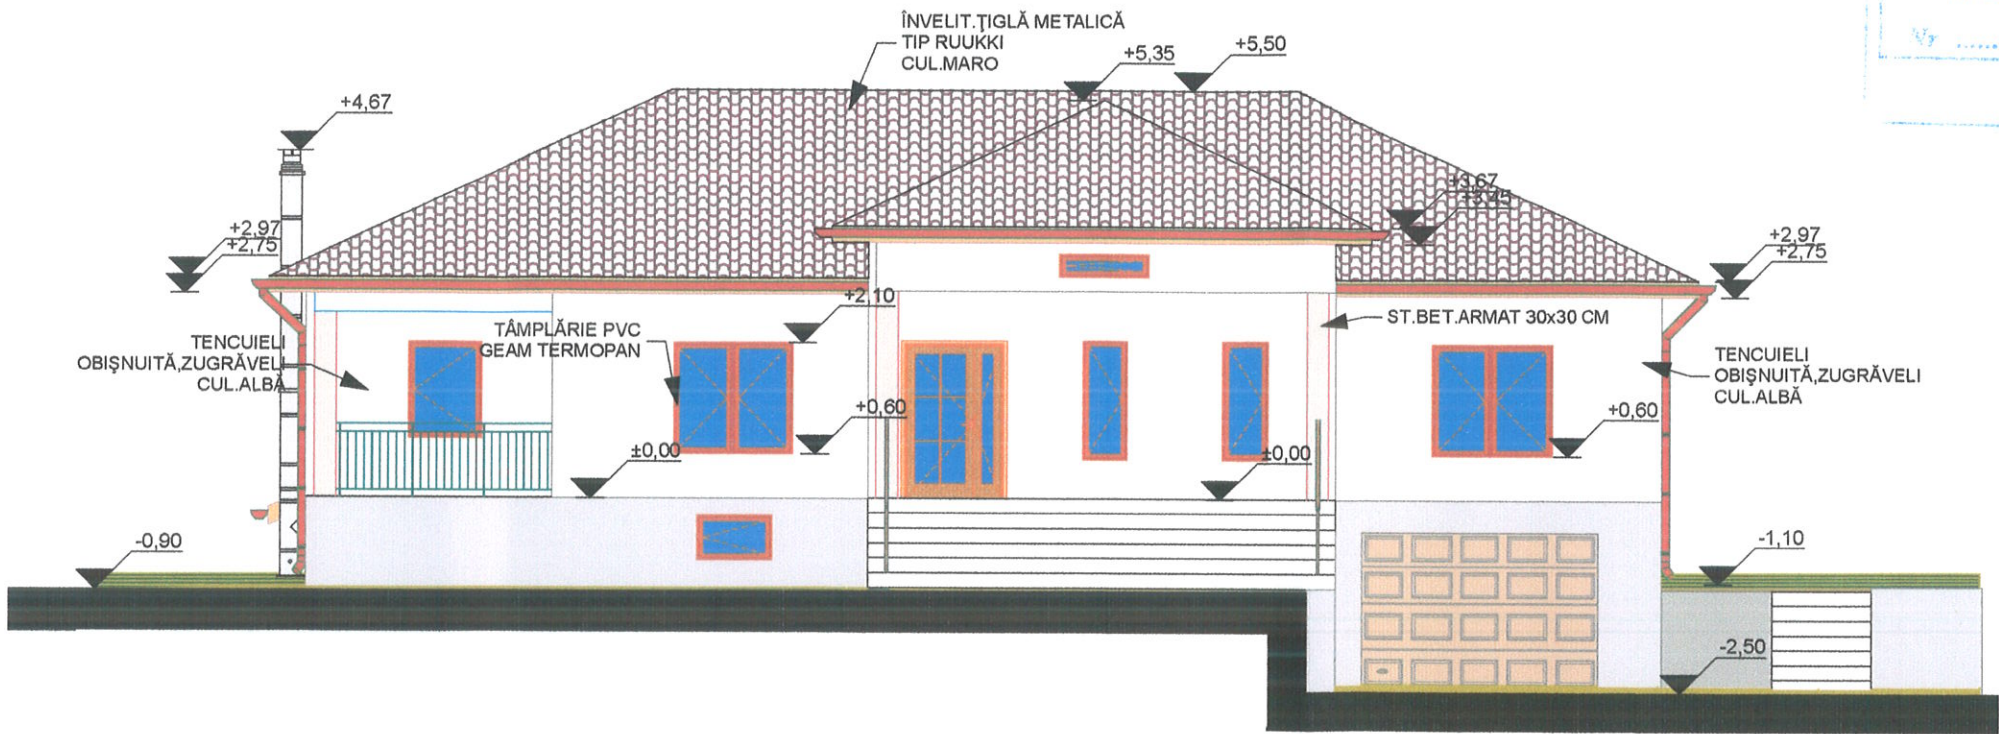 ÎNVELIT.ŢIGLĂ METALICĂ
TIP RUUKKI
CUL.MARO
+5,35
+5,50
+4,67
+3,67
+3,45
+2,97
+2,75
+2,97
+2,75
+2,10
TENCUIELI
OBIŞNUITĂ,ZUGRĂVELI
CUL.ALBĂ
TÂMPLĂRIE PVC
GEAM TERMOPAN
ST.BET.ARMAT 30x30 CM
TENCUIELI
OBIŞNUITĂ,ZUGRĂVELI
CUL.ALBĂ
+0,60
+0,60
±0,00
±0,00
-0,90
-1,10
-2,50